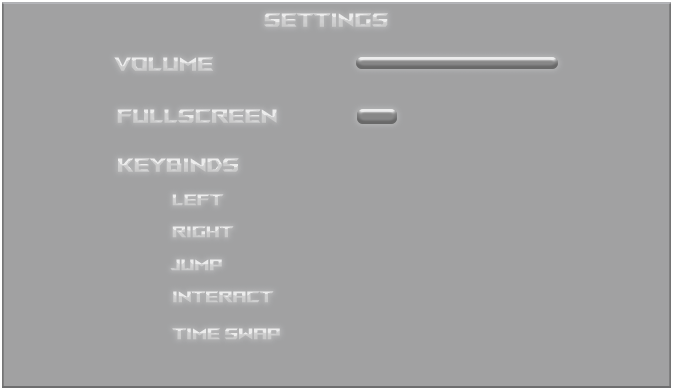 SETTINGS
VOLUME
FULLSCREEN
KEYBINDS
LEFT
RIGHT
JUMP
INTERACT
TIME SWAP